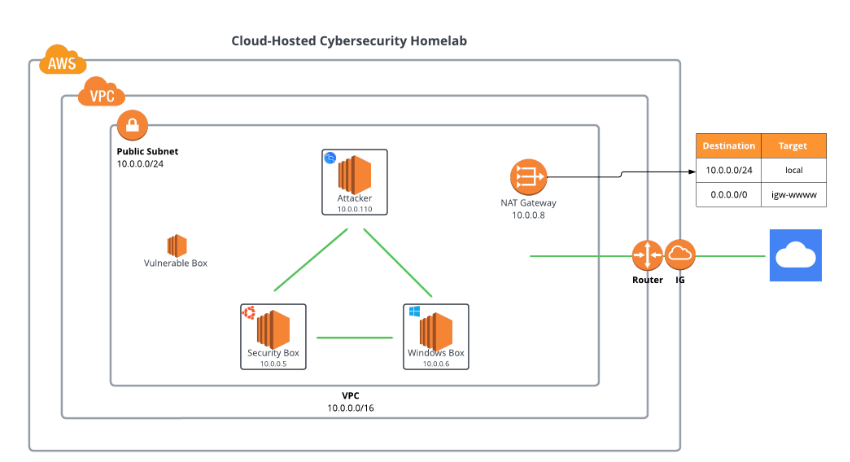 Cloud-Hosted Cybersecurity Homelab
AWS
VPC
Public Subnet
10.0.0.0/24
Attacker
10.0.0.110
NAT Gateway
10.0.0.8
Destination Target
10.0.0.0/24 local
0.0.0.0/0 igw-wwww
Vulnerable Box
Router
IG
Security Box
10.0.0.5
Windows Box
10.0.0.6
VPC
10.0.0.0/16